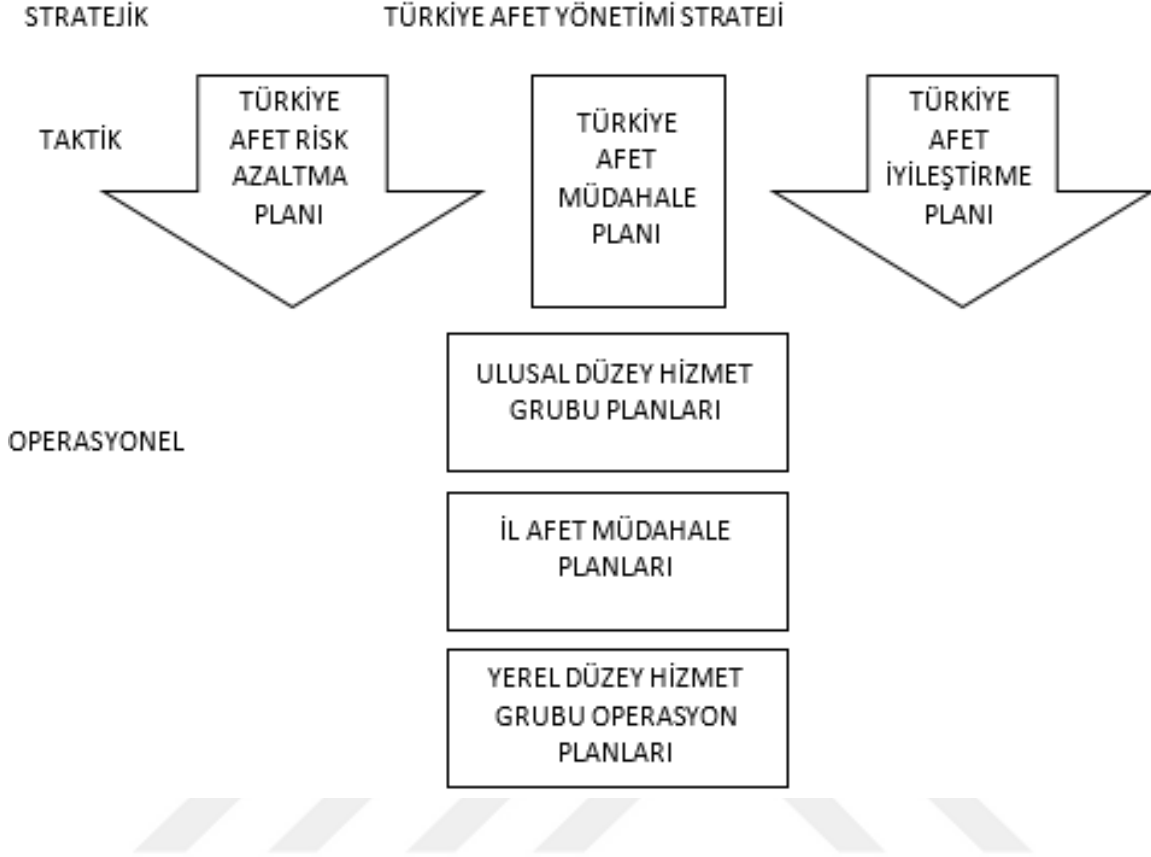 STRATEJİK
TÜRKİYE AFET YÖNETİMİ STRATEJİ
TAKTİK
TÜRKİYE
AFET RİSK
AZALTMA
PLANI
TÜRKİYE
AFET
MÜDAHALE
PLANI
TÜRKİYE
AFET
İYİLEŞTİRME
PLANI
OPERASYONEL
ULUSAL DÜZEY HİZMET
GRUBU PLANLARI
İL AFET MÜDAHALE
PLANLARI
YEREL DÜZEY HİZMET
GRUBU OPERASYON
PLANLARI